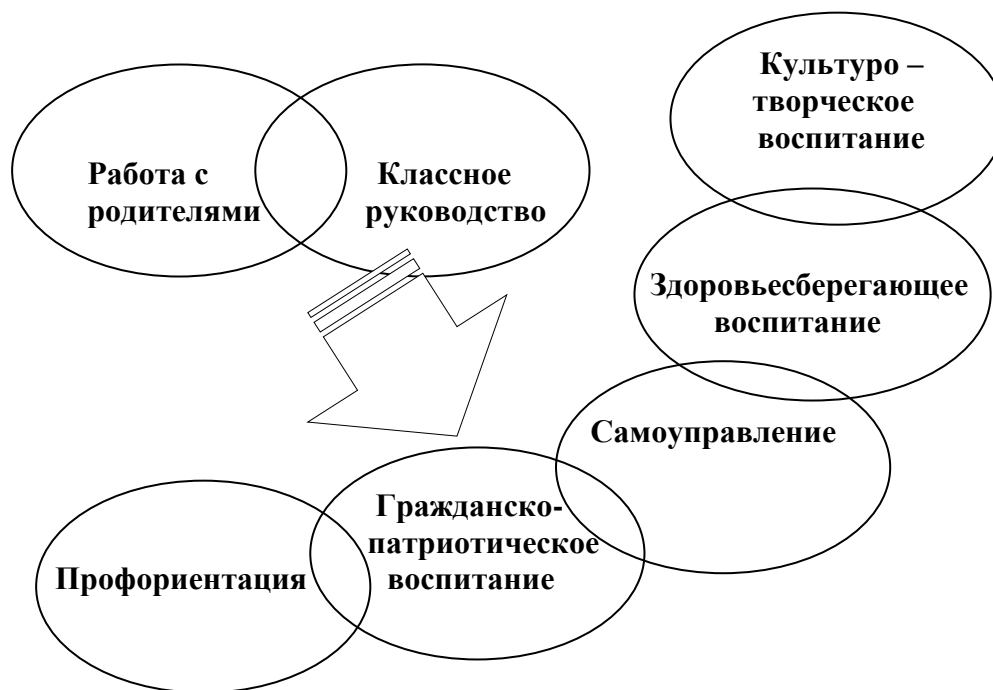 Работа с
родителями
Классное
руководство
Культуро –
творческое
воспитание
Здоровьесберегающее
воспитание
Самоуправление
Гражданско-
патриотическое
воспитание
Профориентация